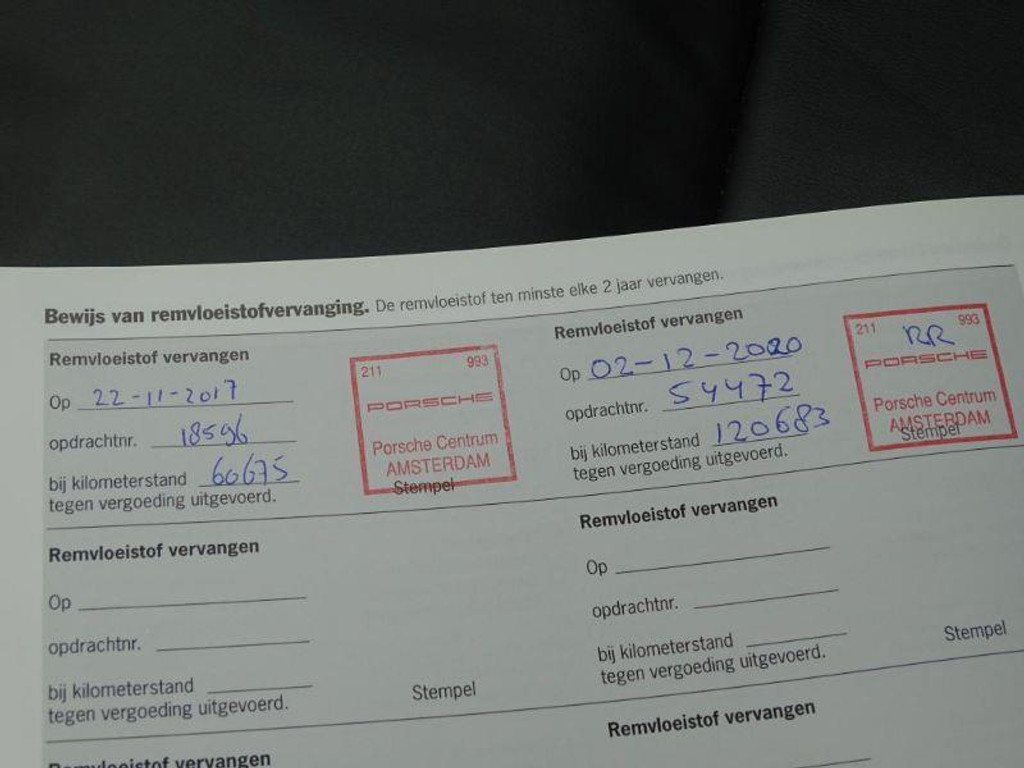 Bewijs van remvloeistofvervanging. De remvloeistof ten minste elke 2 jaar vervangen.
Remvloeistof vervangen
Op 22-11-2017
opdrachtnr. 18596
bij kilometerstand 60675
tegen vergoeding uitgevoerd.
211 993
PORSCHE
Porsche Centrum
AMSTERDAM
Stempel
Remvloeistof vervangen
Op 02-12-2020
opdrachtnr. 54472
bij kilometerstand 120683
tegen vergoeding uitgevoerd.
211 993
RR
PORSCHE
Porsche Centrum
AMSTERDAM
Stempel
Remvloeistof vervangen
Op
opdrachtnr.
bij kilometerstand
tegen vergoeding uitgevoerd.
Stempel
Remvloeistof vervangen
Op
opdrachtnr.
bij kilometerstand
tegen vergoeding uitgevoerd.
Stempel
Remvloeistof vervangen
Remvloeistof vervangen